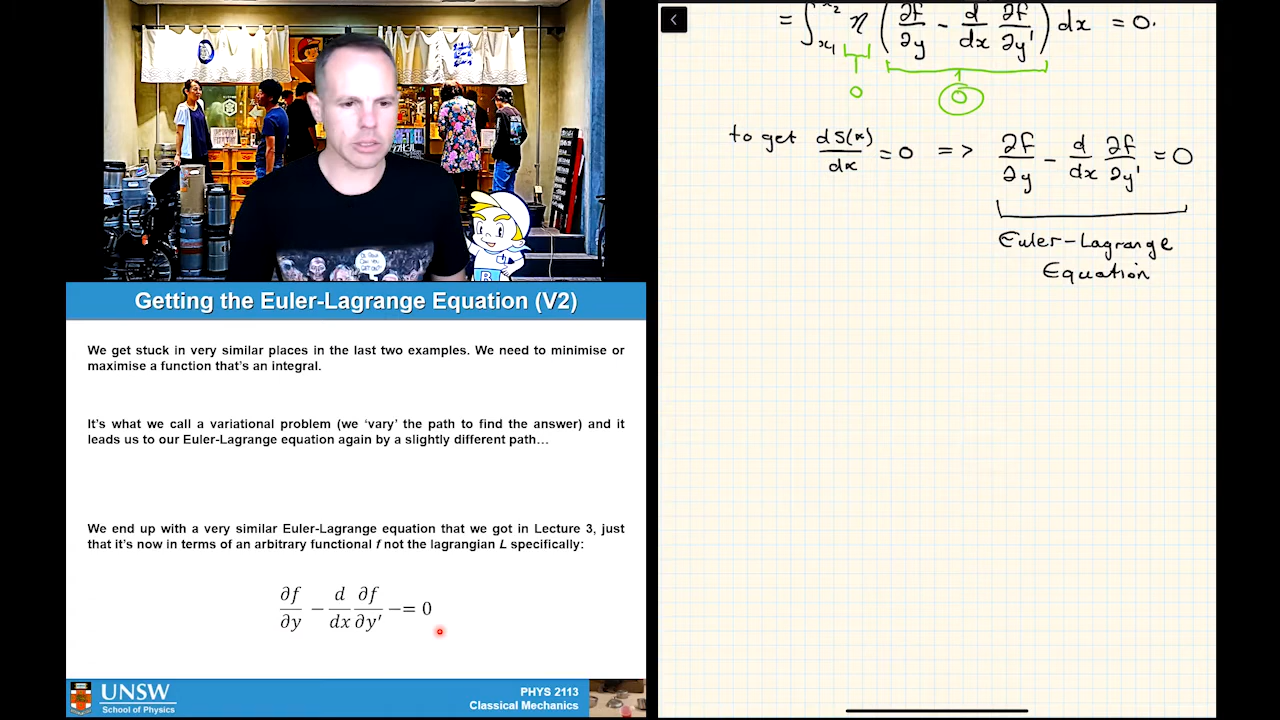 Getting the Euler-Lagrange Equation (V2)
We get stuck in very similar places in the last two examples. We need to minimise or
maximise a function that's an integral.
It's what we call a variational problem (we 'vary' the path to find the answer) and it
leads us to our Euler-Lagrange equation again by a slightly different path…
We end up with a very similar Euler-Lagrange equation that we got in Lecture 3, just
that it's now in terms of an arbitrary functional f not the lagrangian L specifically:
∂f/∂y − d/dx ∂f/∂y′ −= 0
UNSW
School of Physics
PHYS 2113
Classical Mechanics
= ∫_{x₁}^{x₂} η (∂f/∂y − d/dx ∂f/∂y') dx = 0.
0 0
to get dS(α)/dα = 0 => ∂f/∂y − d/dx ∂f/∂y' = 0
Euler-Lagrange
Equation